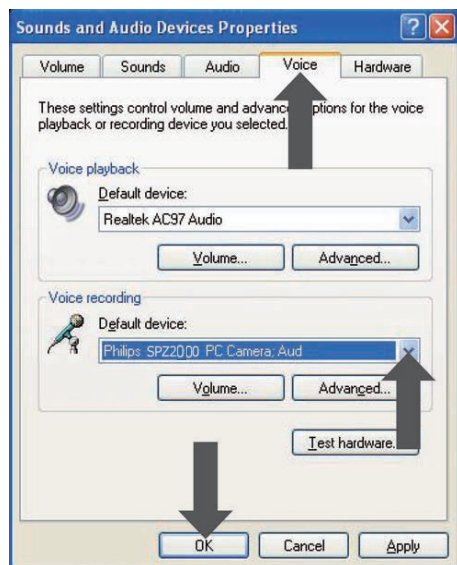 Sounds and Audio Devices Properties
Volume Sounds Audio Voice Hardware
These settings control volume and advanced options for the voice
playback or recording device you selected.
Voice playback
Default device:
Realtek AC97 Audio
Volume... Advanced...
Voice recording
Default device:
Philips SPZ2000 PC Camera; Aud
Volume... Advanced...
Test hardware...
OK Cancel Apply